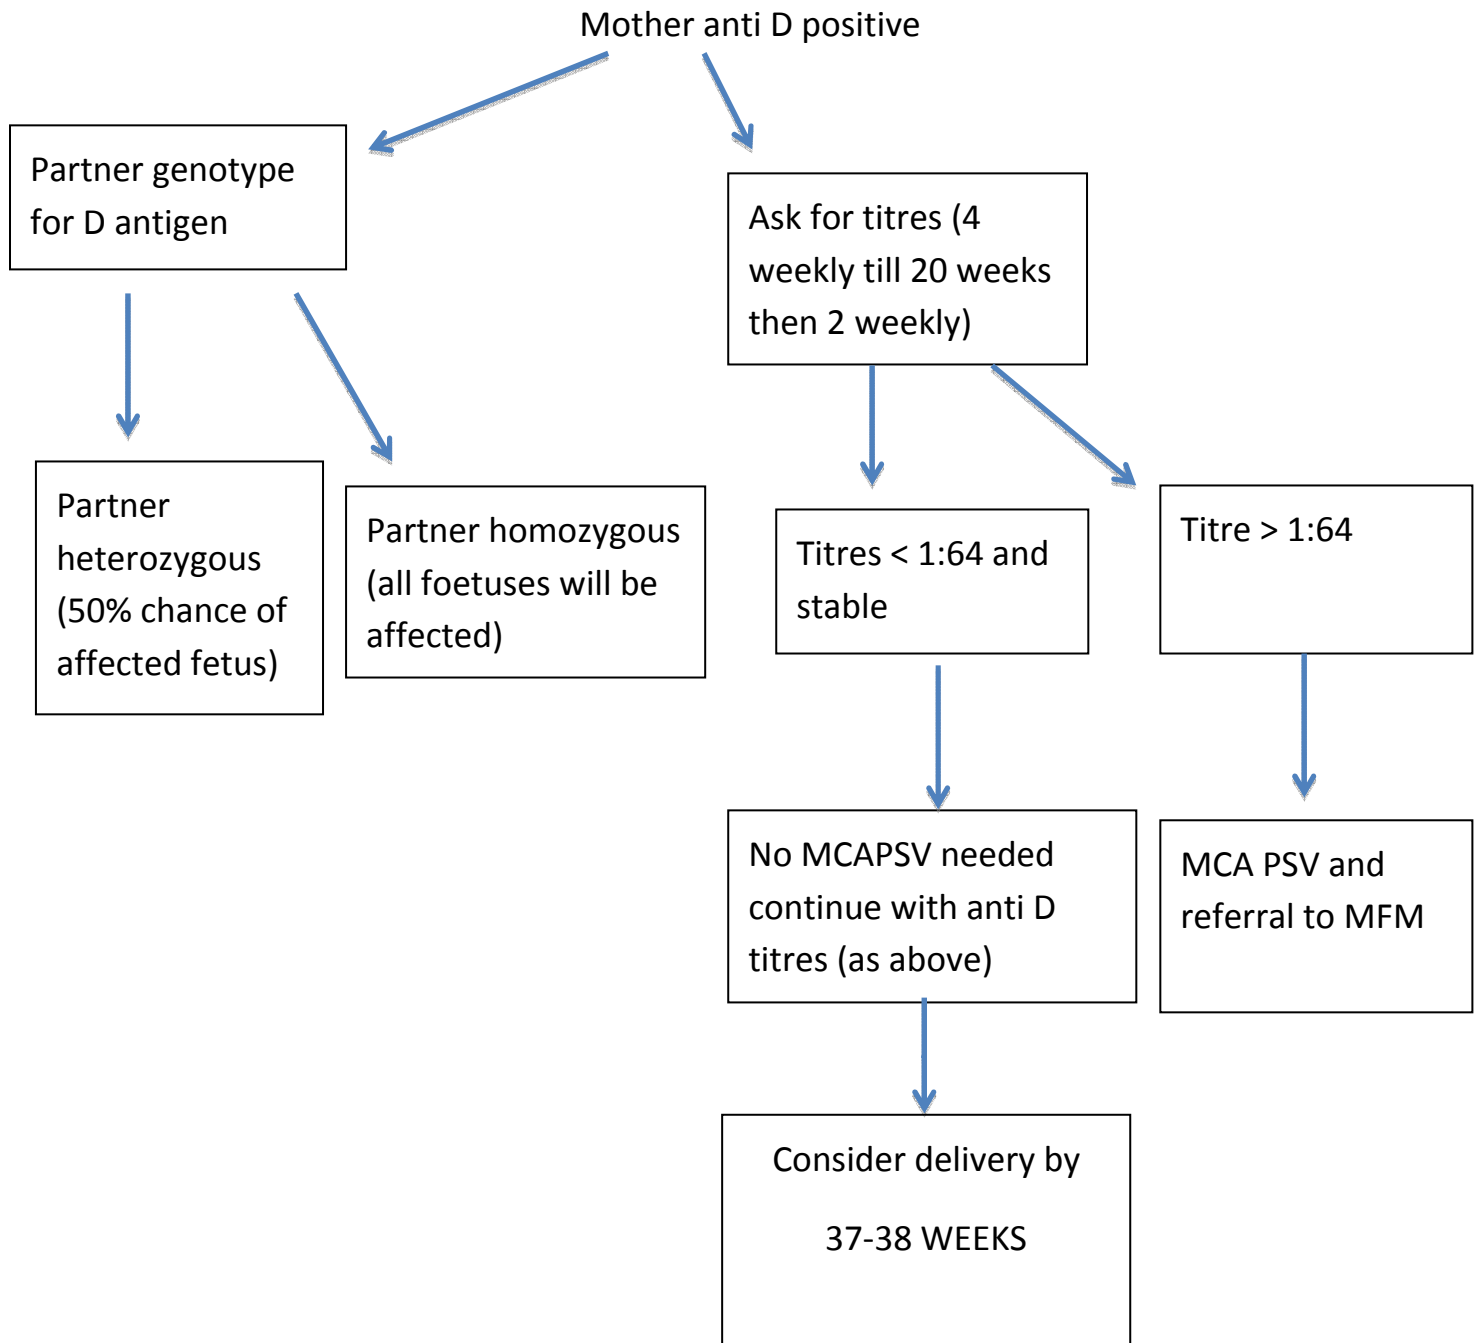 Mother anti D positive
Partner genotype
for D antigen
Ask for titres (4
weekly till 20 weeks
then 2 weekly)
Partner
heterozygous
(50% chance of
affected fetus)
Partner homozygous
(all foetuses will be
affected)
Titres < 1:64 and
stable
Titre > 1:64
No MCAPSV needed
continue with anti D
titres (as above)
MCA PSV and
referral to MFM
Consider delivery by
37-38 WEEKS